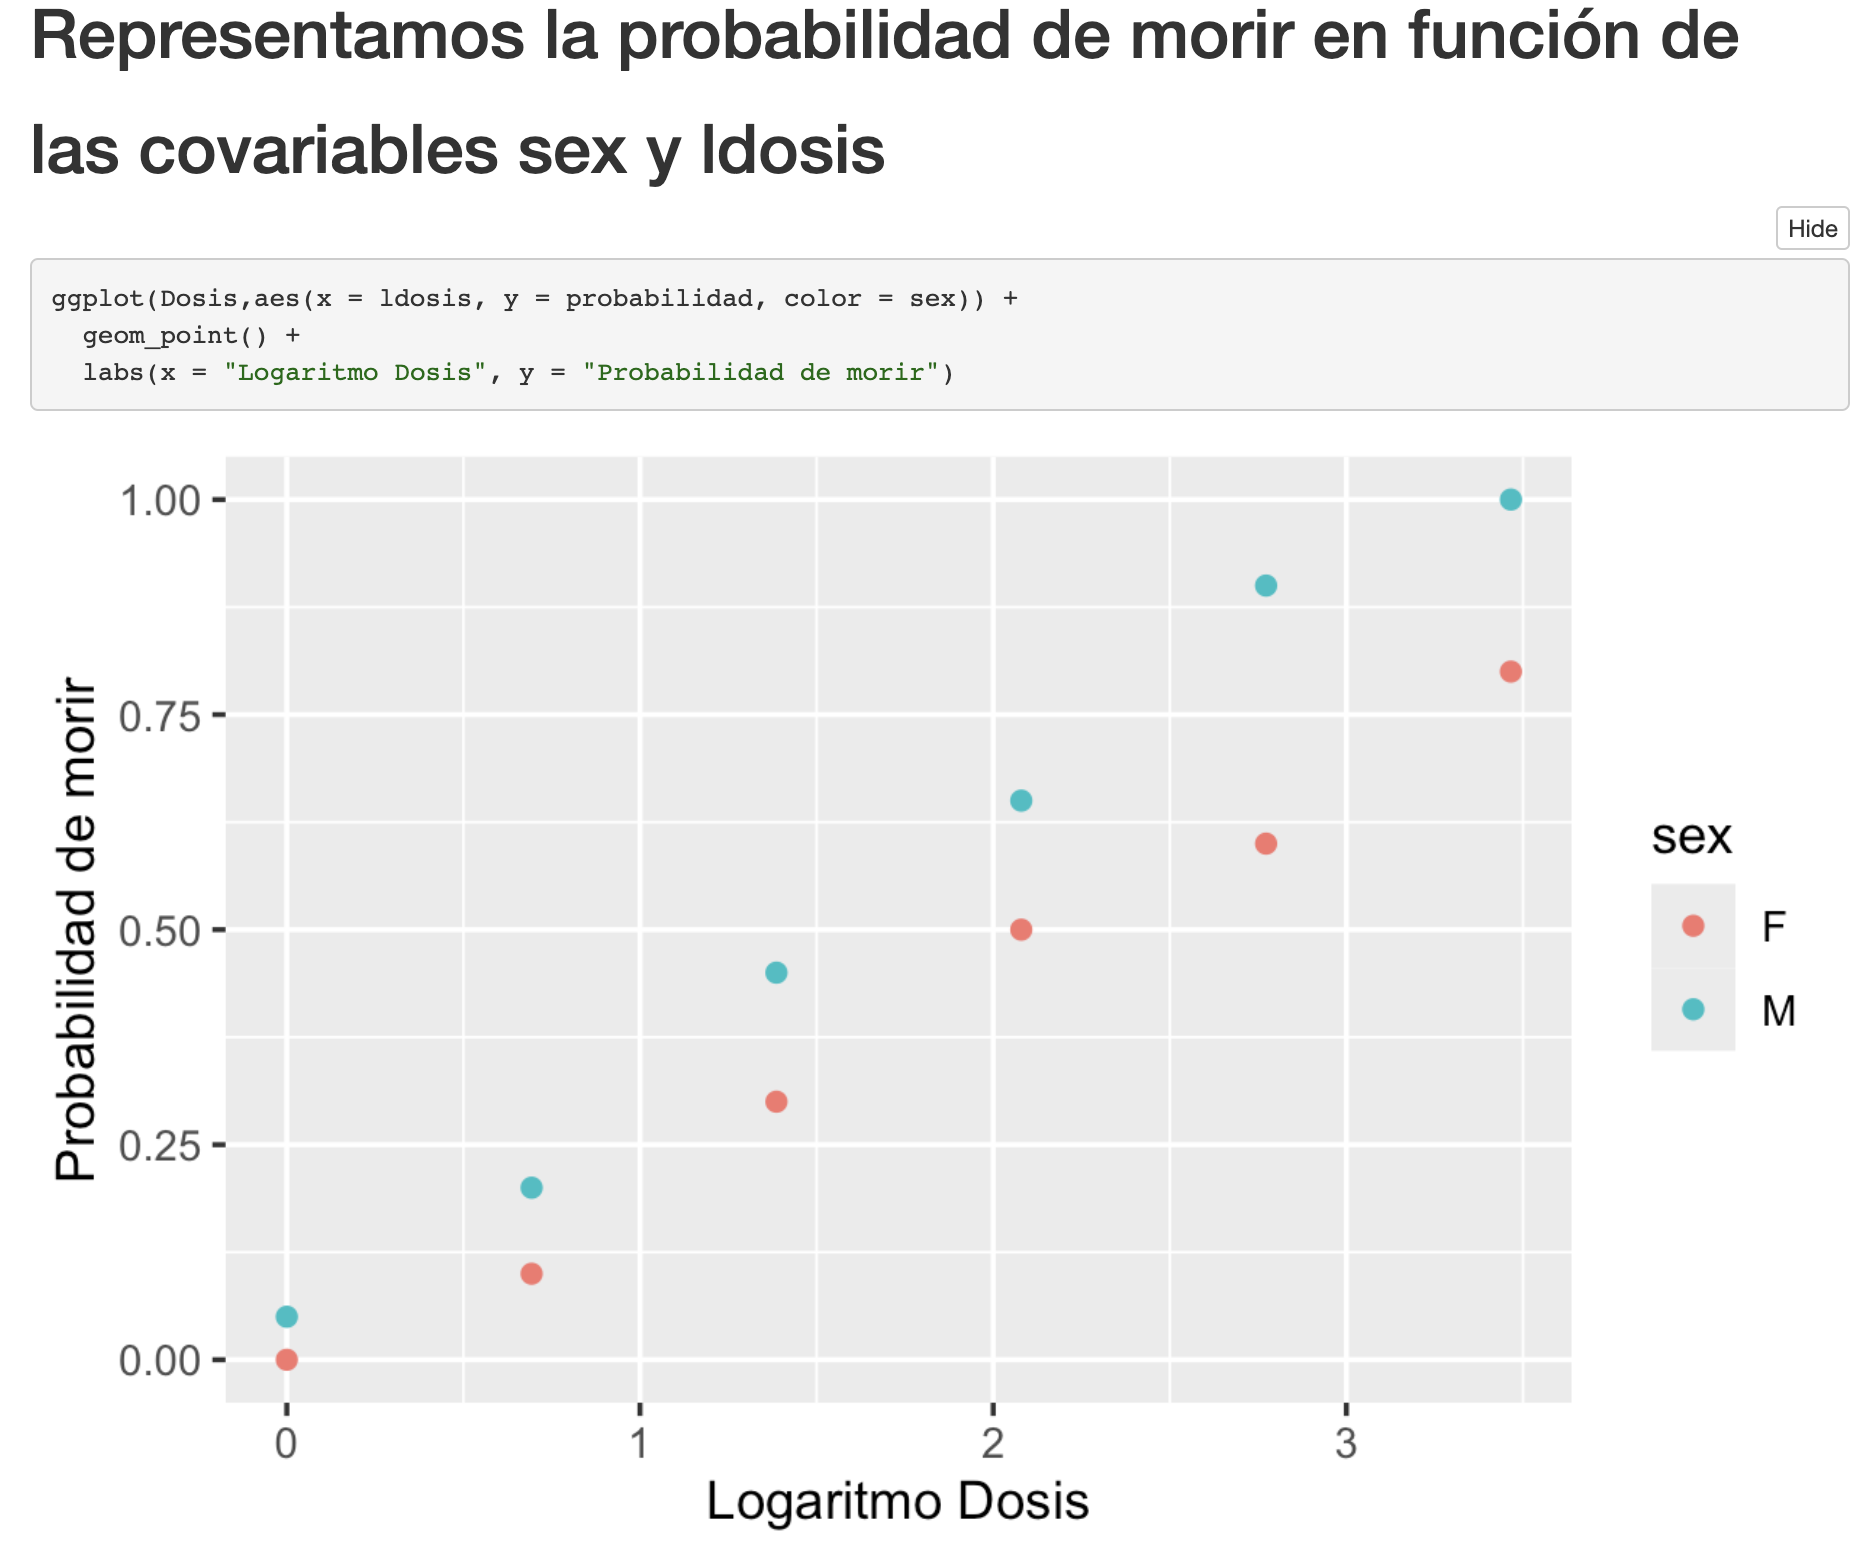 Representamos la probabilidad de morir en función de
las covariables sex y ldosis
Hide
ggplot(Dosis,aes(x = ldosis, y = probabilidad, color = sex)) +
  geom_point() +
  labs(x = "Logaritmo Dosis", y = "Probabilidad de morir")
1.00
0.75
0.50
0.25
0.00
Probabilidad de morir
0 1 2 3
Logaritmo Dosis
sex
F
M